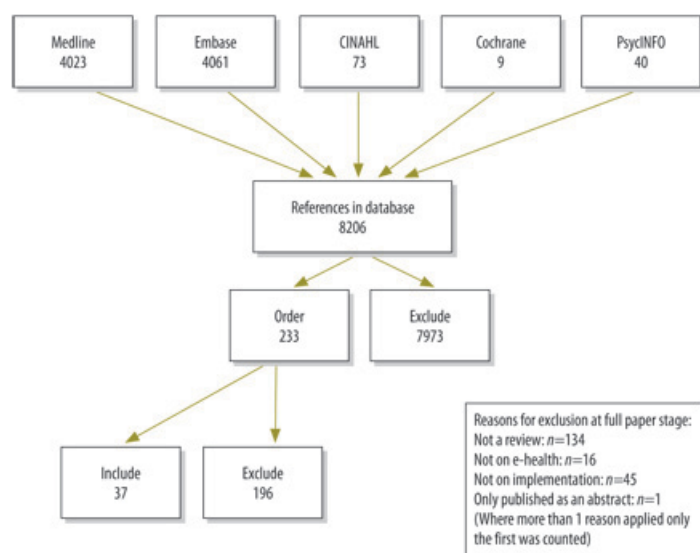 Medline
4023
Embase
4061
CINAHL
73
Cochrane
9
PsycINFO
40
References in database
8206
Order
233
Exclude
7973
Include
37
Exclude
196
Reasons for exclusion at full paper stage:
Not a review: n=134
Not on e-health: n=16
Not on implementation: n=45
Only published as an abstract: n=1
(Where more than 1 reason applied only
the first was counted)